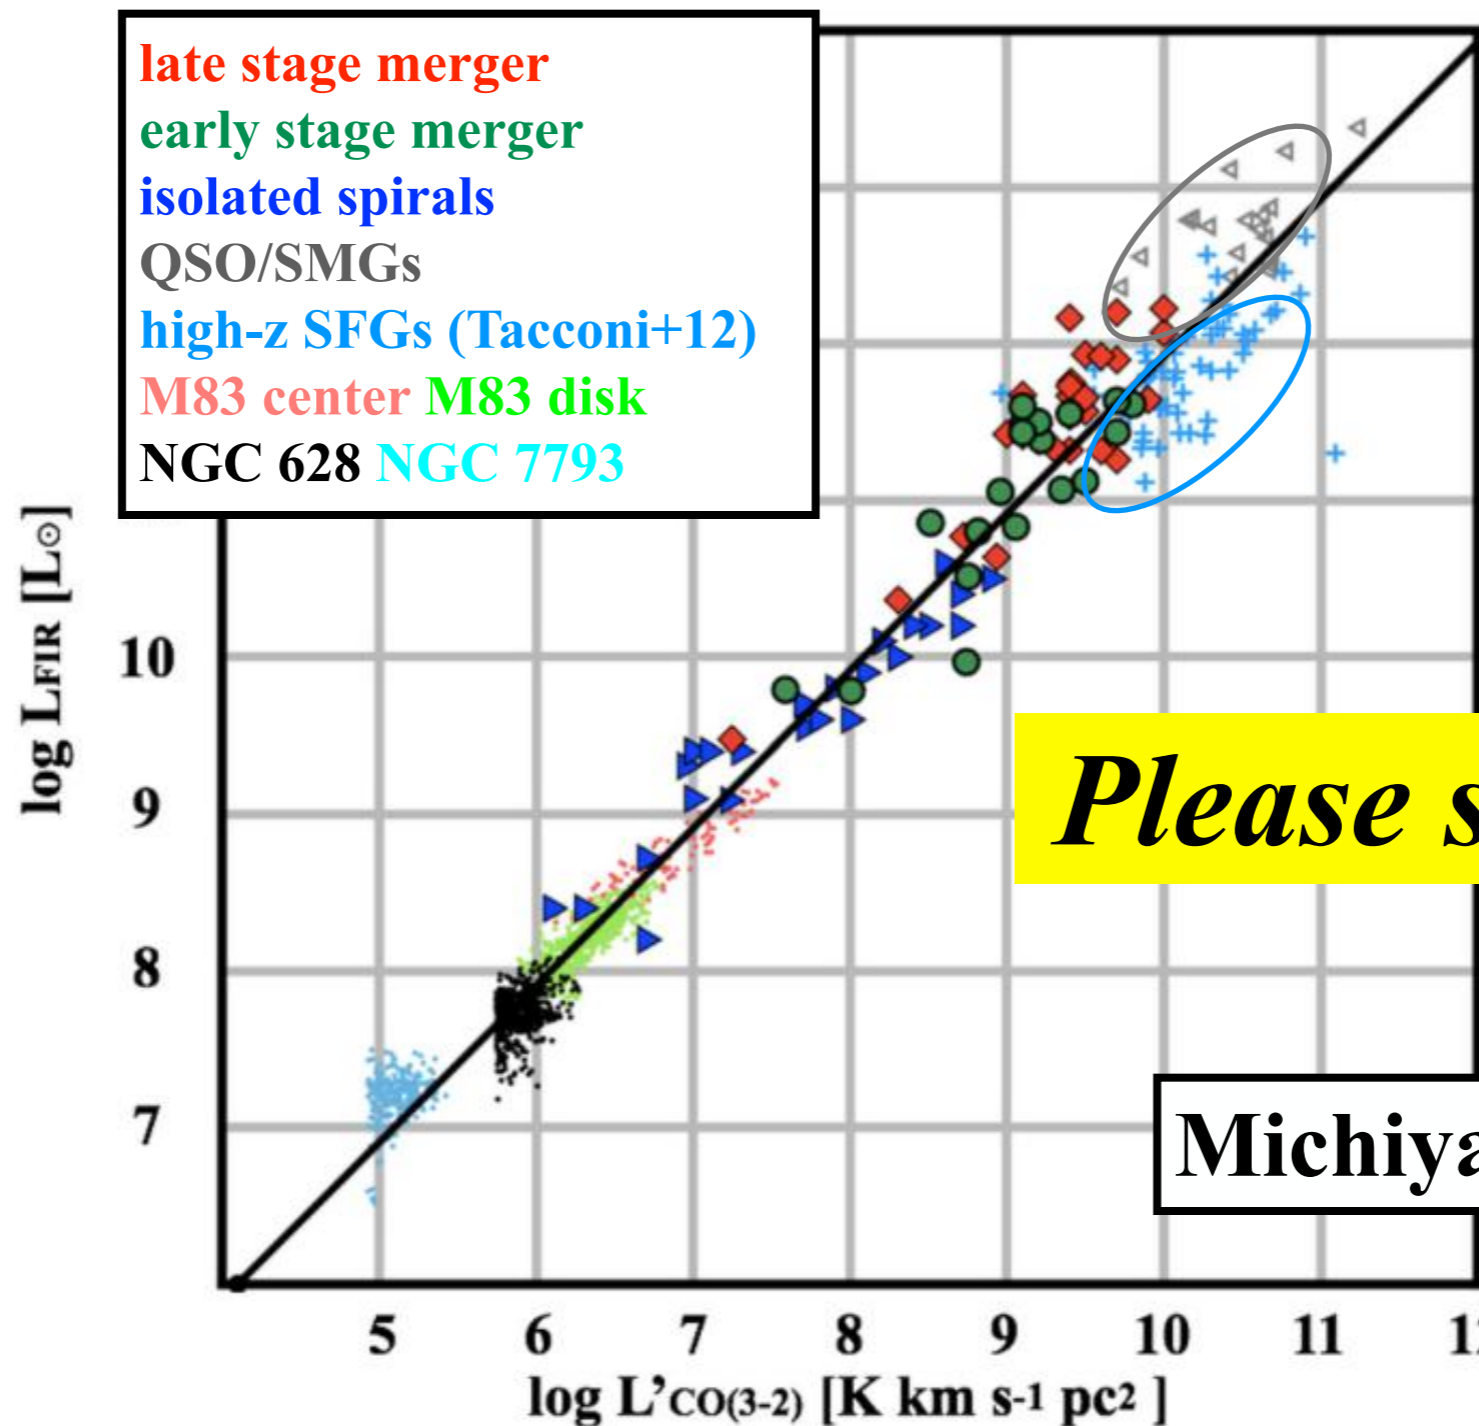 late stage merger
early stage merger
isolated spirals
QSO/SMGs
high-z SFGs (Tacconi+12)
M83 center M83 disk
NGC 628 NGC 7793
log LFIR [L⊙]
10
9
8
7
Please s
Michiya
5 6 7 8 9 10 11
log L’CO(3-2) [K km s-1 pc2 ]